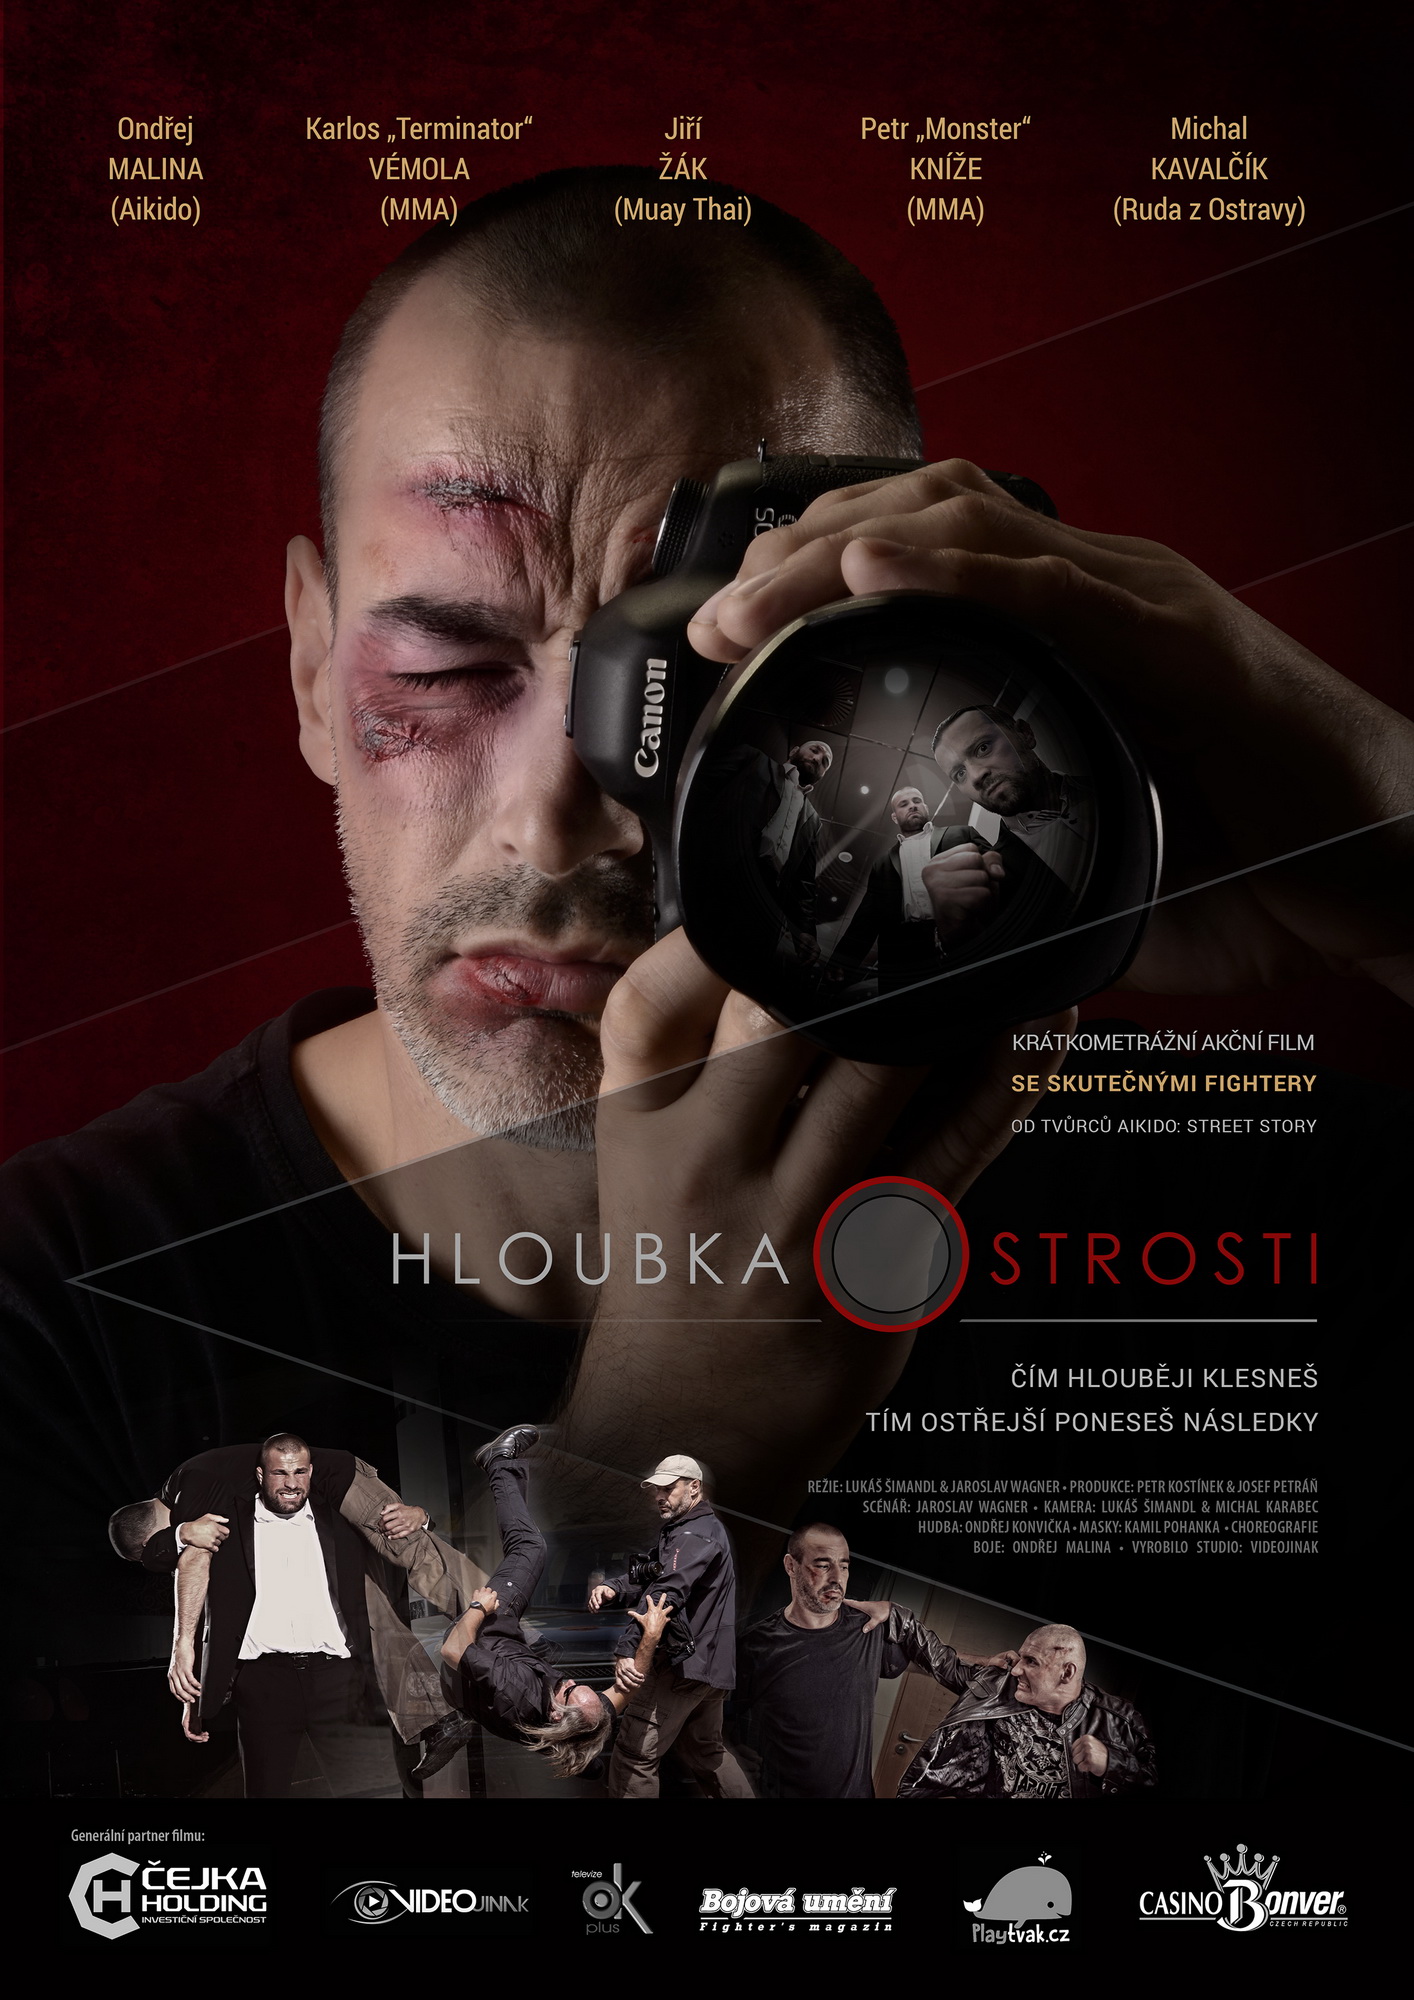 Ondřej
MALINA
(Aikido)
Karlos „Terminator“
VÉMOLA
(MMA)
Jiří
ŽÁK
(Muay Thai)
Petr „Monster“
KNÍŽE
(MMA)
Michal
KAVALČÍK
(Ruda z Ostravy)
Canon
KRÁTKOMETRÁŽNÍ AKČNÍ FILM
SE SKUTEČNÝMI FIGHTERY
OD TVŮRCŮ AIKIDO: STREET STORY
HLOUBKA OSTROSTI
ČÍM HLOUBĚJI KLESNEŠ
TÍM OSTŘEJŠÍ PONESEŠ NÁSLEDKY
REŽIE: LUKÁŠ ŠIMANDL & JAROSLAV WAGNER • PRODUKCE: PETR KOSTÍNEK & JOSEF PETRÁŇ
SCÉNÁŘ: JAROSLAV WAGNER • KAMERA: LUKÁŠ ŠIMANDL & MICHAL KARABEC
HUDBA: ONDŘEJ KONVIČKA • MASKY: KAMIL POHANKA • CHOREOGRAFIE
BOJE: ONDŘEJ MALINA • VYROBILO STUDIO: VIDEOJINAK
Generální partner filmu:
ČEJKA
HOLDING
INVESTIČNÍ SPOLEČNOST
VIDEOJINAK
televize
ok
plus
Bojová umění
Fighter's magazin
Playtvak.cz
CASINO Bonver®
CZECH REPUBLIC